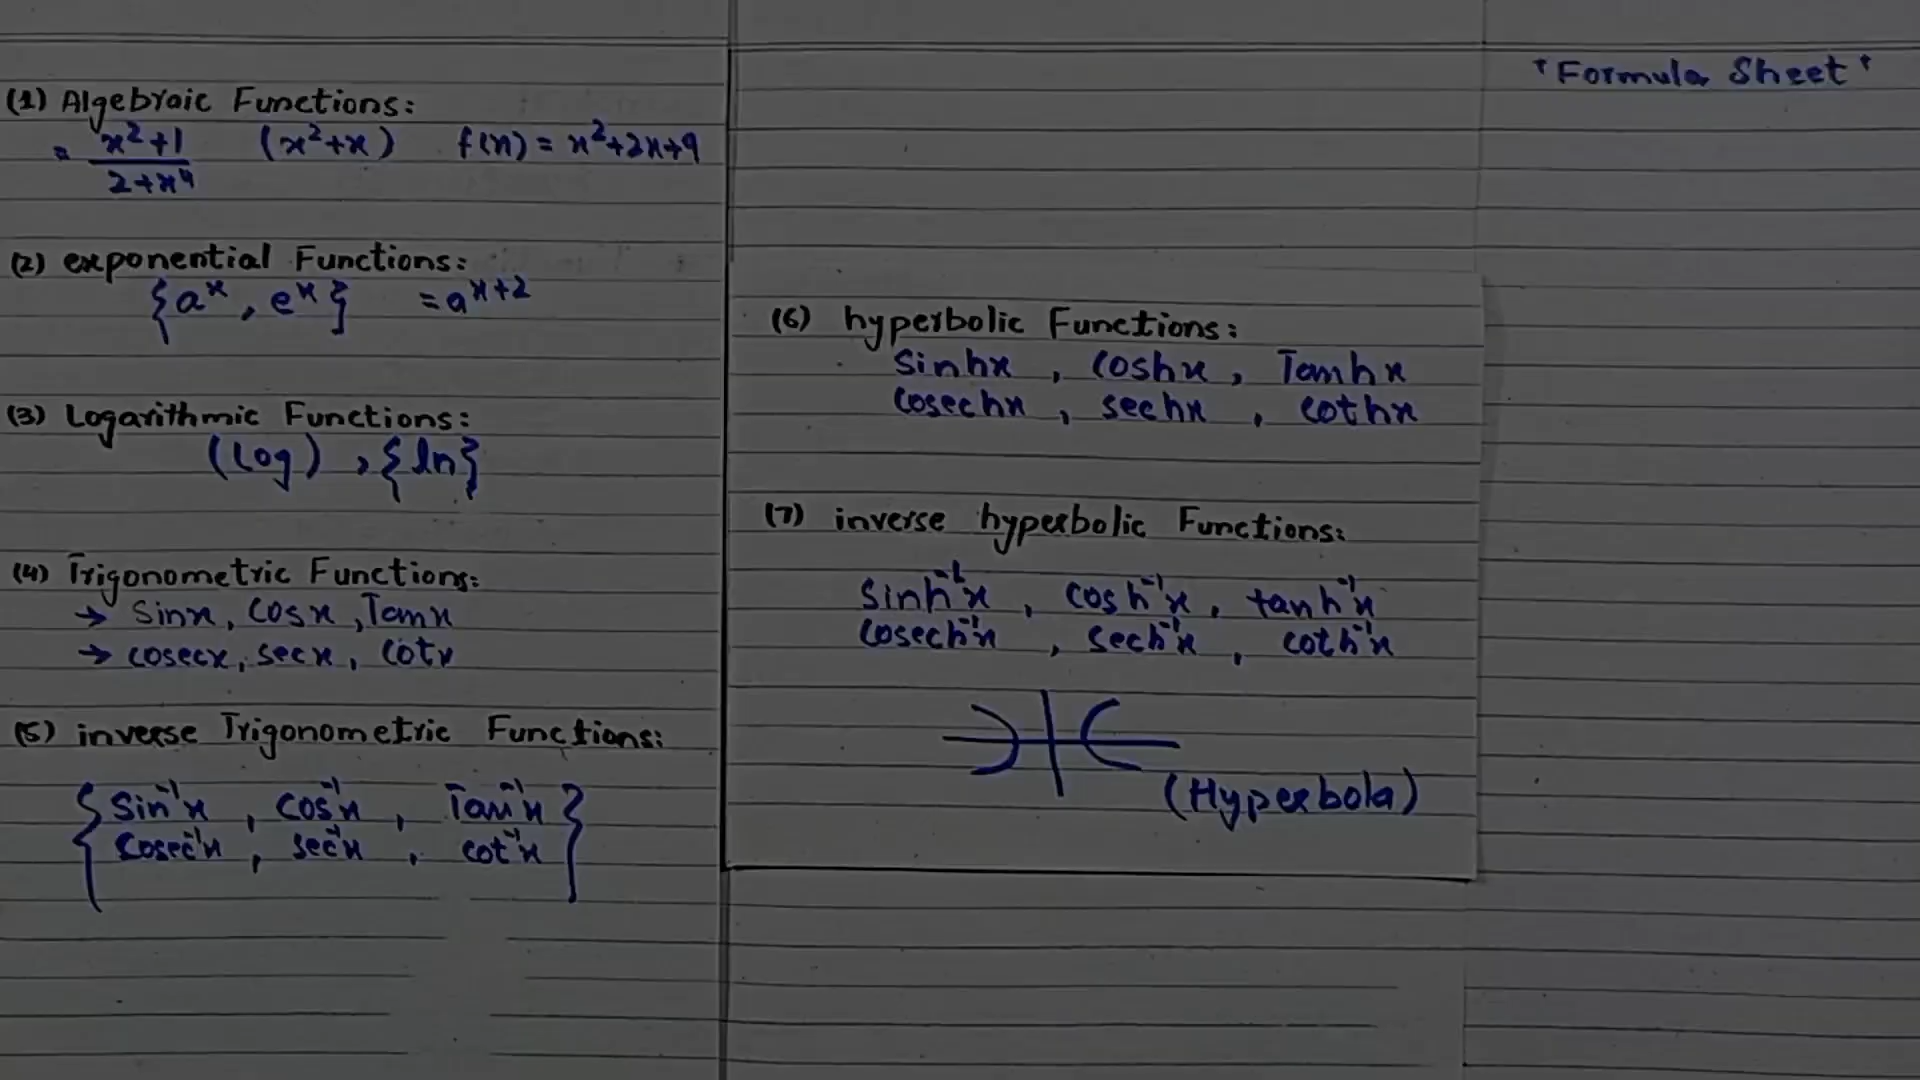 (1) Algebraic Functions:
= x²+1 / 2+x⁴ (x²+x) f(x) = x²+2x+9
(2) exponential Functions:
{aˣ, eˣ} = aˣ⁺²
(3) Logarithmic Functions:
(Log) , {ln}
(4) Trigonometric Functions:
→ Sinx, Cosx, Tanx
→ cosecx, secx, cotx
(5) inverse Trigonometric Functions:
{Sin⁻¹x , Cos⁻¹x , Tan⁻¹x
Cosec⁻¹x , sec⁻¹x , cot⁻¹x}
(6) hyperbolic Functions:
Sinhx , Coshx , Tanhx
Cosechx , sechx , cothx
(7) inverse hyperbolic Functions:
Sinh⁻¹x , Cosh⁻¹x , tanh⁻¹x
Cosech⁻¹x , Sech⁻¹x , coth⁻¹x
(Hyperbola)
'Formula Sheet'